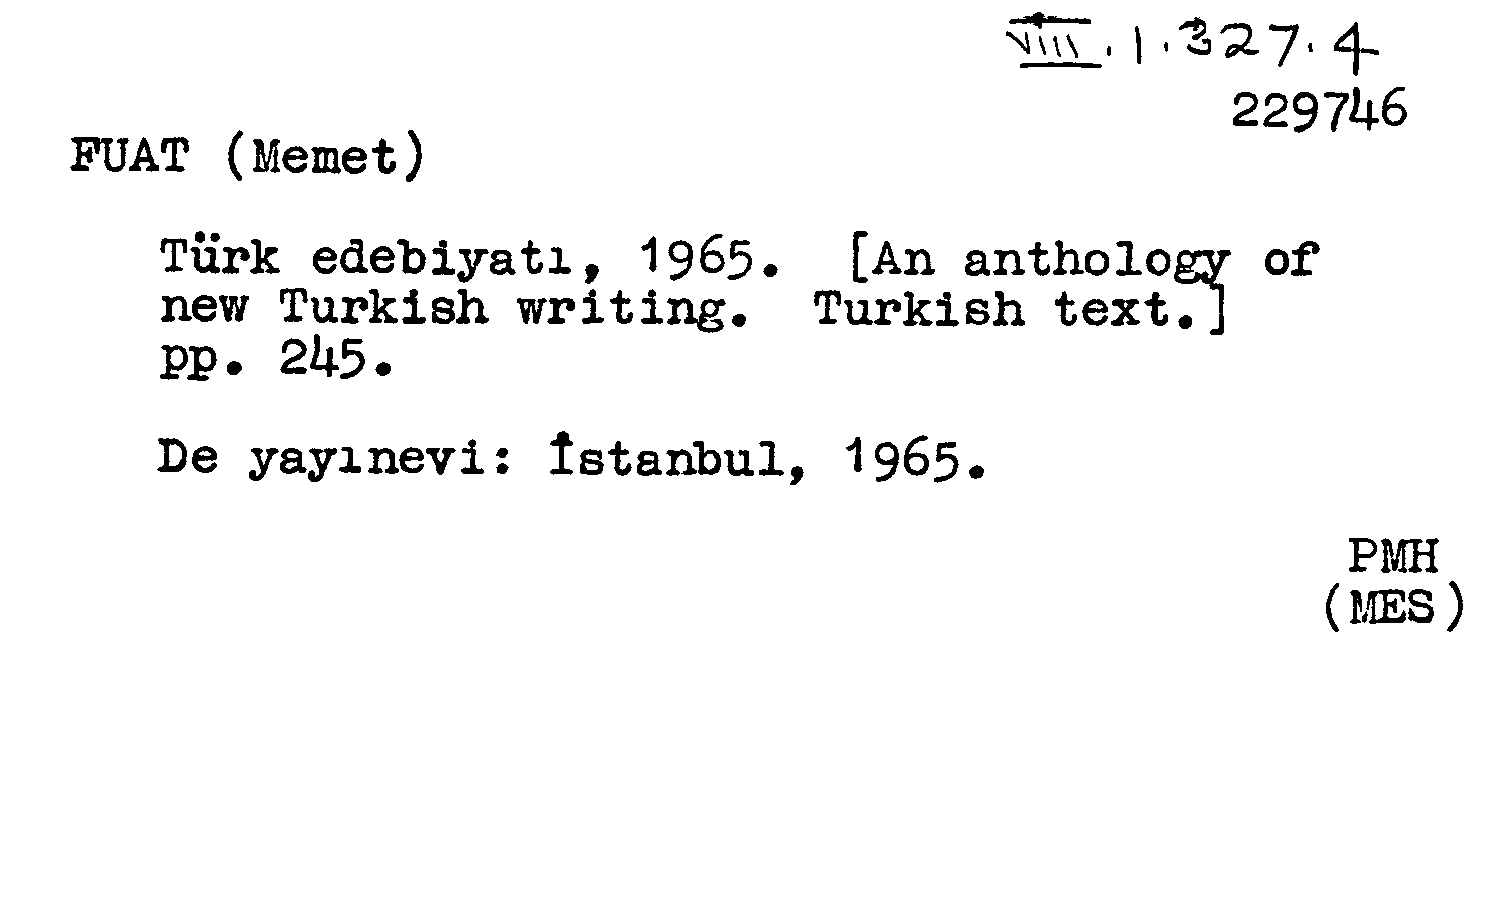 VIII.1.327.4
229746
FUAT (Memet)
Türk edebiyatı, 1965. [An anthology of
new Turkish writing. Turkish text.]
pp. 245.
De yayınevi: İstanbul, 1965.
PMH
(MES)